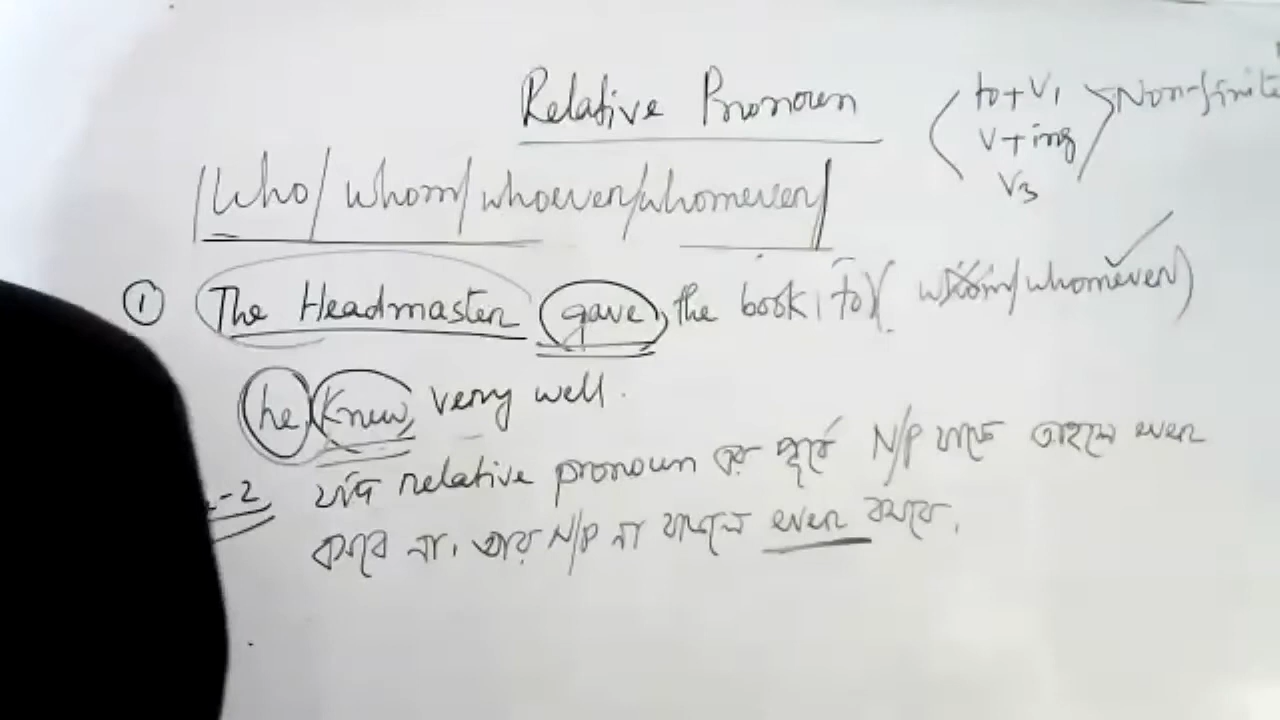 Relative Pronoun
to+V1
V+ing
V3
Non-finite
|Who/ whom/ whoever/whomever|
① The Headmaster gave the book to ( whom/whomever)
he knew very well.
-2 যদি relative pronoun এর পূর্বে N/P থাকে তাহলে ever
বসবে না। আর N/P না থাকলে ever বসবে।